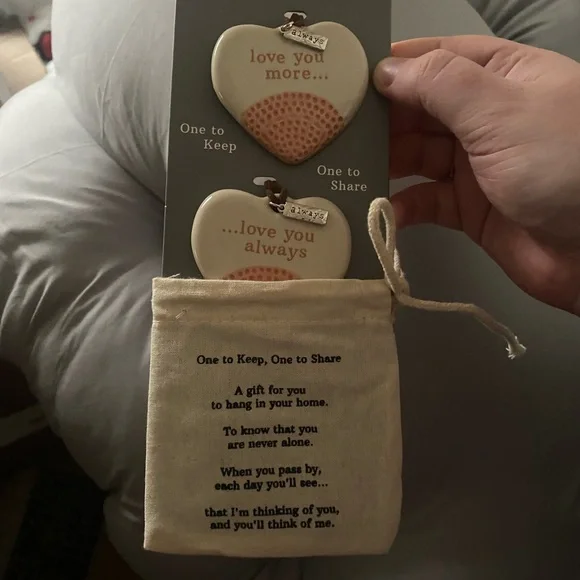 always
love you
more...
One to
Keep
One to
Share
always
...love you
always
One to Keep, One to Share
A gift for you
to hang in your home.
To know that you
are never alone.
When you pass by,
each day you'll see...
that I'm thinking of you,
and you'll think of me.